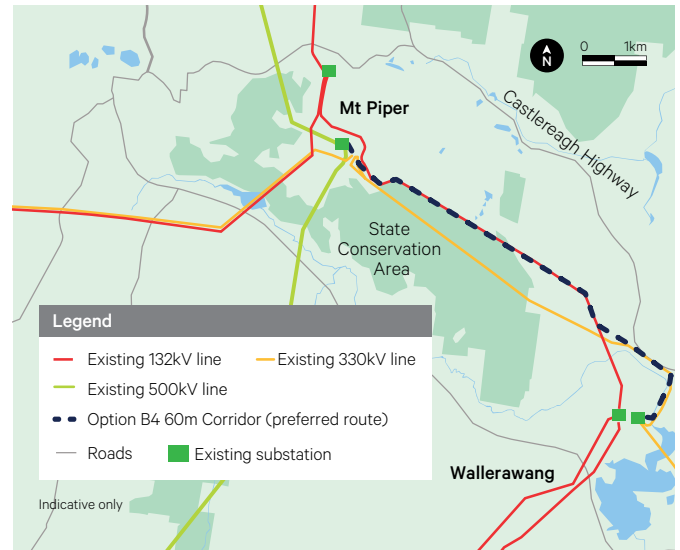 N
0 1km
Mt Piper
Castlereagh Highway
State
Conservation
Area
Legend
Existing 132kV line
Existing 330kV line
Existing 500kV line
Option B4 60m Corridor (preferred route)
Roads
Existing substation
Wallerawang
Indicative only